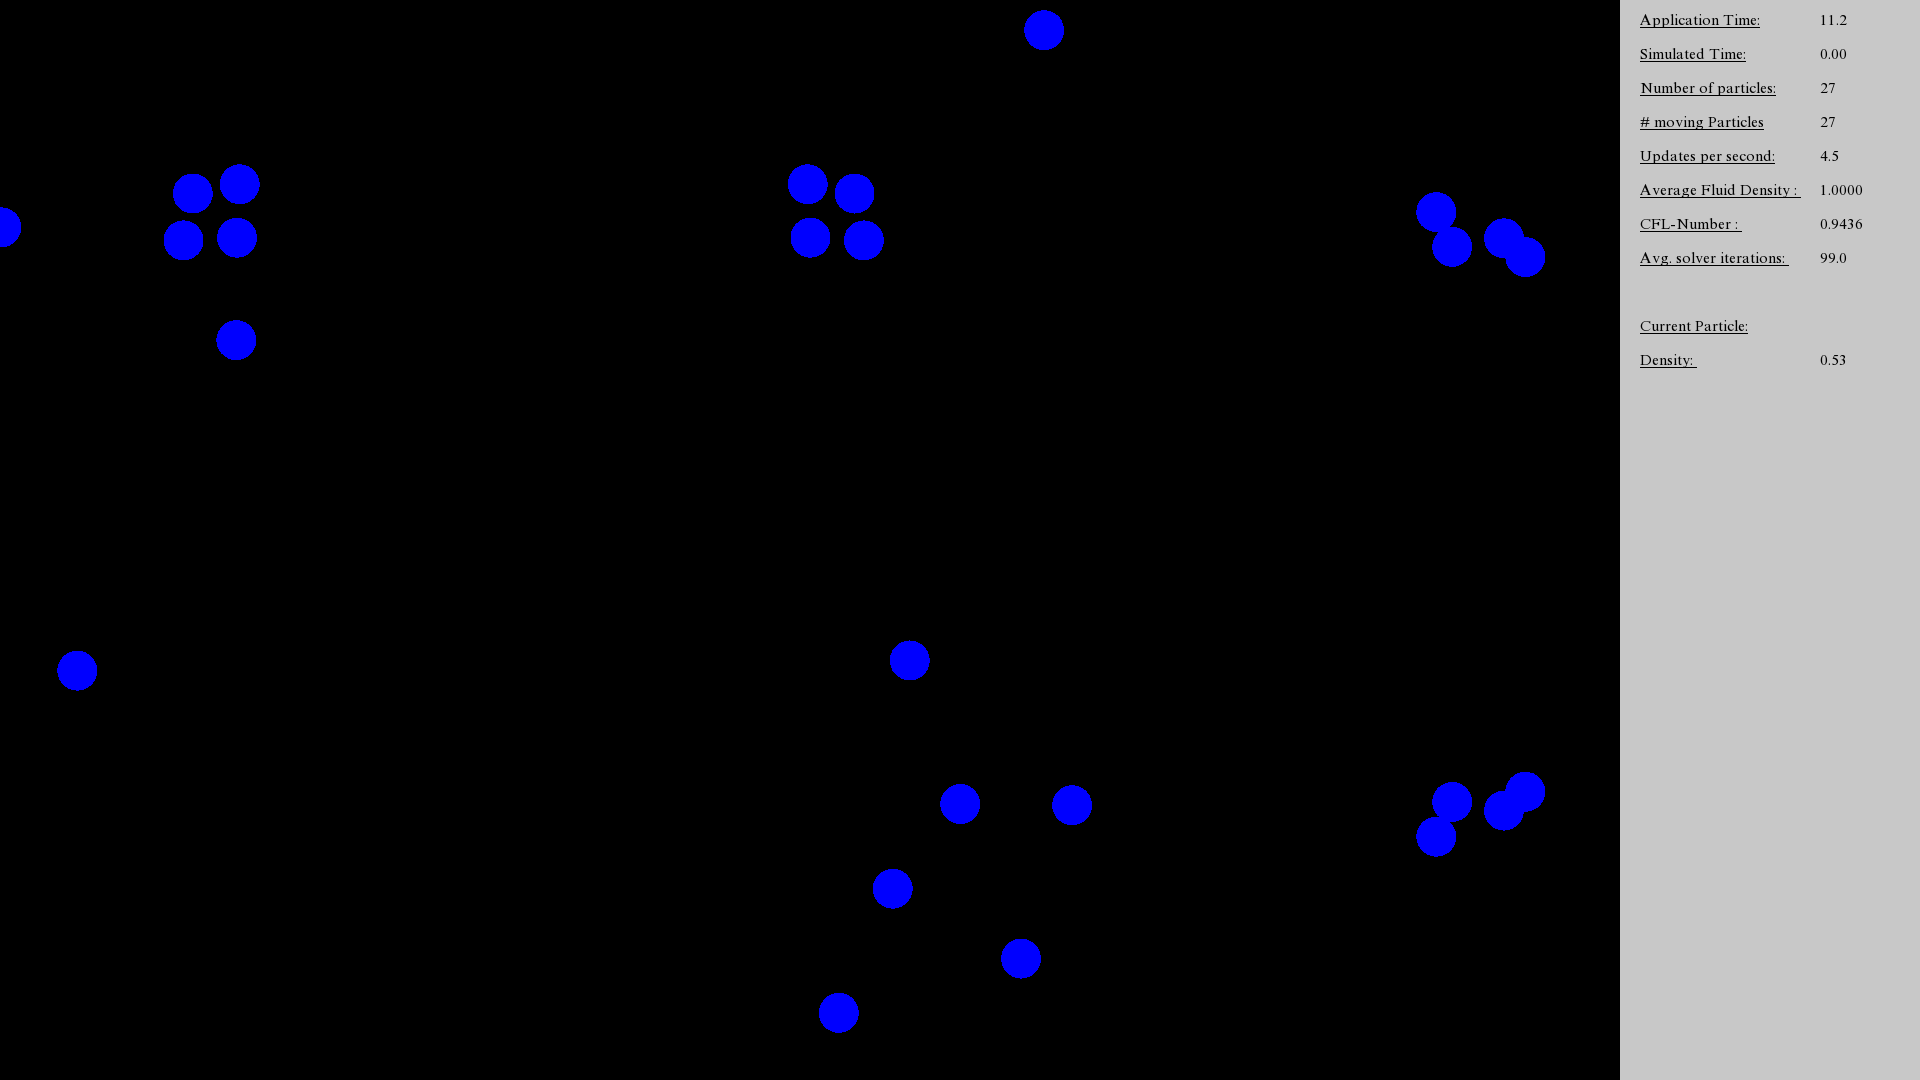 Application Time: 11.2
Simulated Time: 0.00
Number of particles: 27
# moving Particles 27
Updates per second: 4.5
Average Fluid Density : 1.0000
CFL-Number : 0.9436
Avg. solver iterations: 99.0
Current Particle:
Density: 0.53